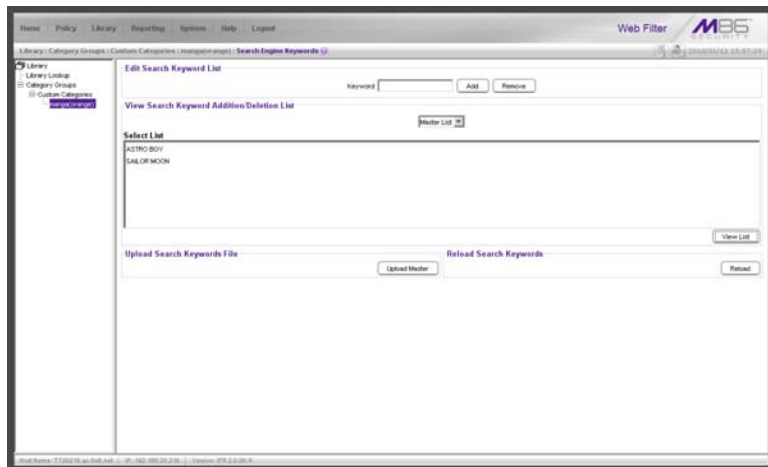 Home Policy Library Reporting System Help Logout
Web Filter
M86
SECURITY
Library : Category Groups : Custom Categories : manga(orange) : Search Engine Keywords
Library
Library Lookup
Category Groups
Custom Categories
manga(orange)
Edit Search Keyword List
Keyword
Add
Remove
View Search Keyword Addition/Deletion List
Master List
Select List
ASTRO BOY
SAILOR MOON
View List
Upload Search Keywords File
Upload Master
Reload Search Keywords
Reload
Host Name: